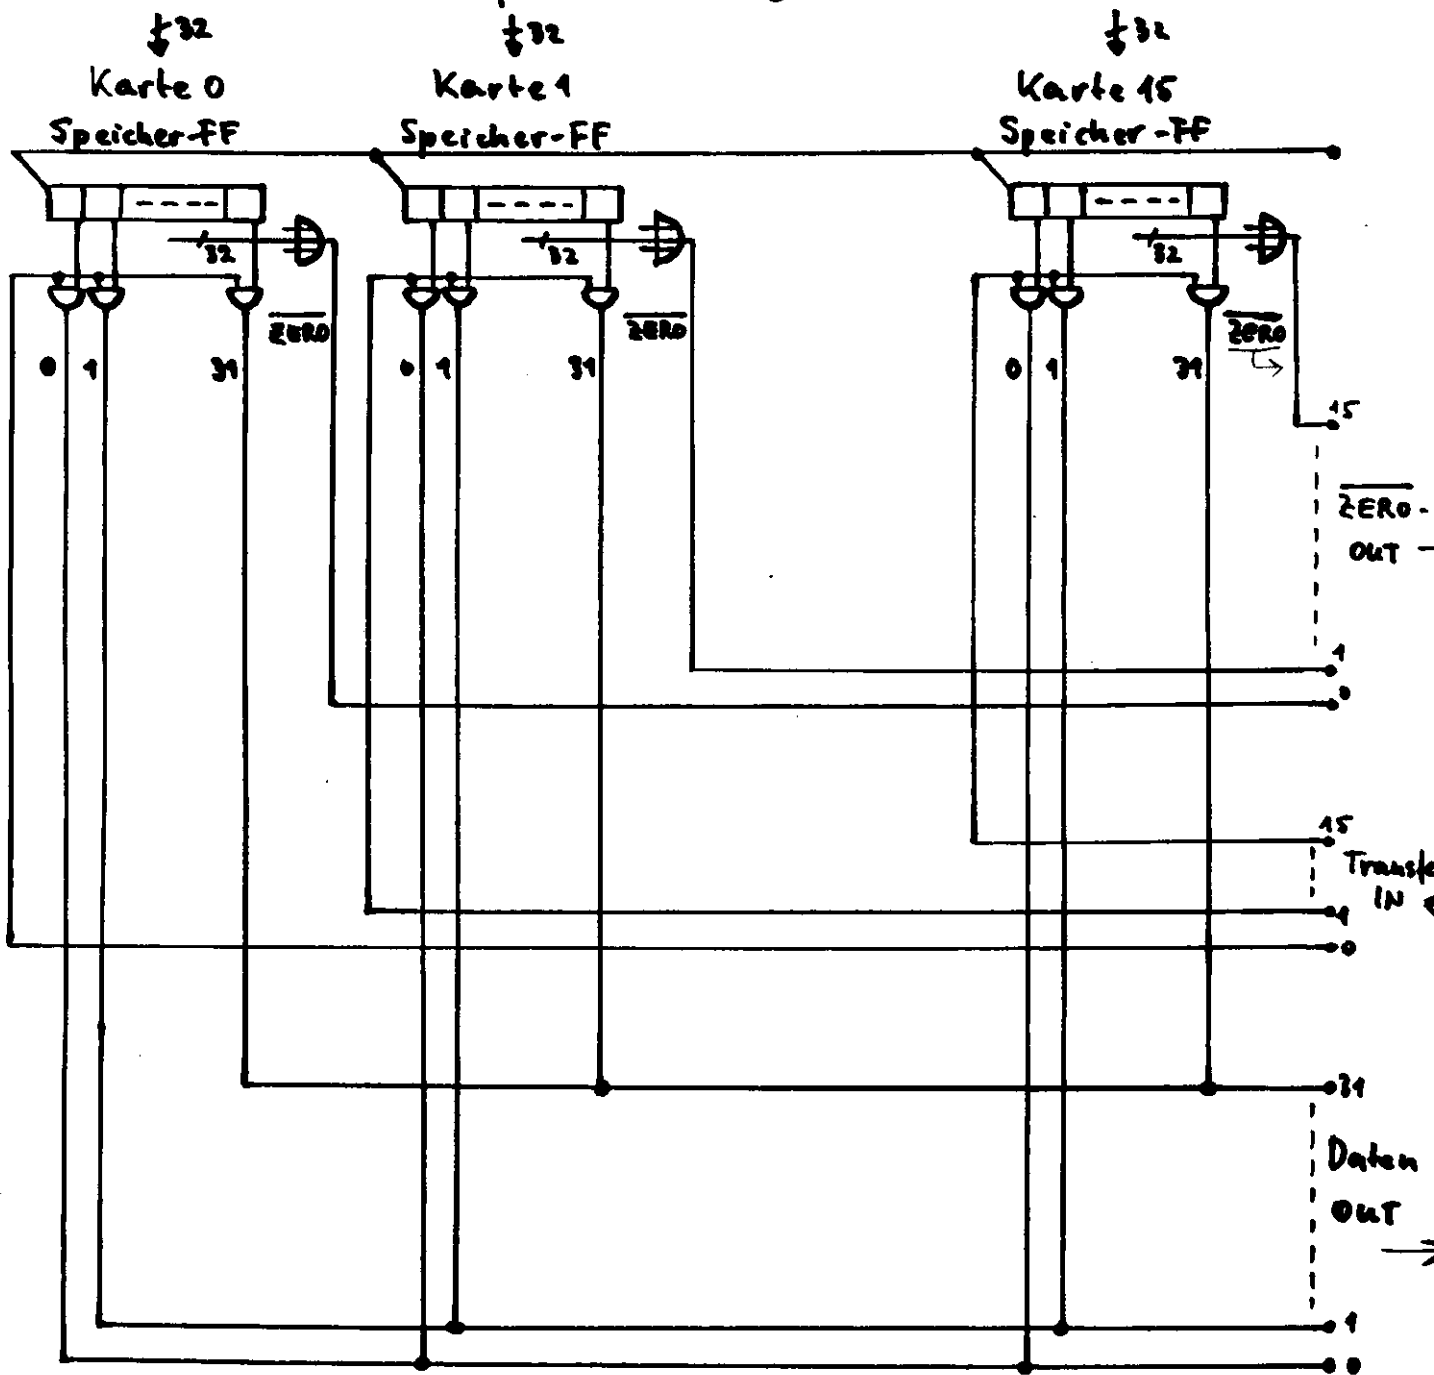 32
32
32
Karte 0
Karte 1
Karte 15
Speicher-FF
Speicher-FF
Speicher-FF
32
32
32
ZERO
ZERO
ZERO
0 1 31
0 1 31
0 1 31
15
ZERO-
OUT
1
0
15
Transfe
IN
1
0
31
Daten
OUT
1
0